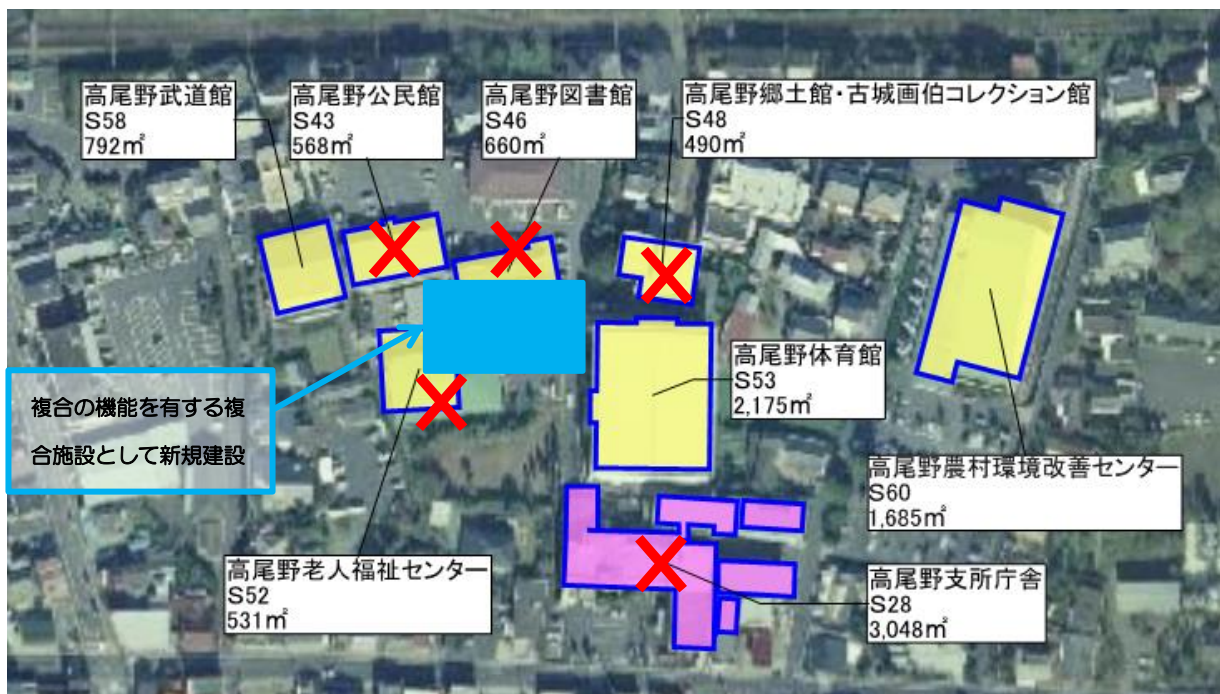 高尾野武道館
S58
792㎡
高尾野公民館
S43
568㎡
高尾野図書館
S46
660㎡
高尾野郷土館・古城画伯コレクション館
S48
490㎡
高尾野体育館
S53
2,175㎡
複合の機能を有する複
合施設として新規建設
高尾野農村環境改善センター
S60
1,685㎡
高尾野老人福祉センター
S52
531㎡
高尾野支所庁舎
S28
3,048㎡